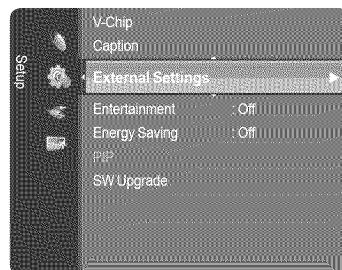 Setup
V-Chip
Caption
External Settings
Entertainment : Off
Energy Saving : Off
PIP
SW Upgrade